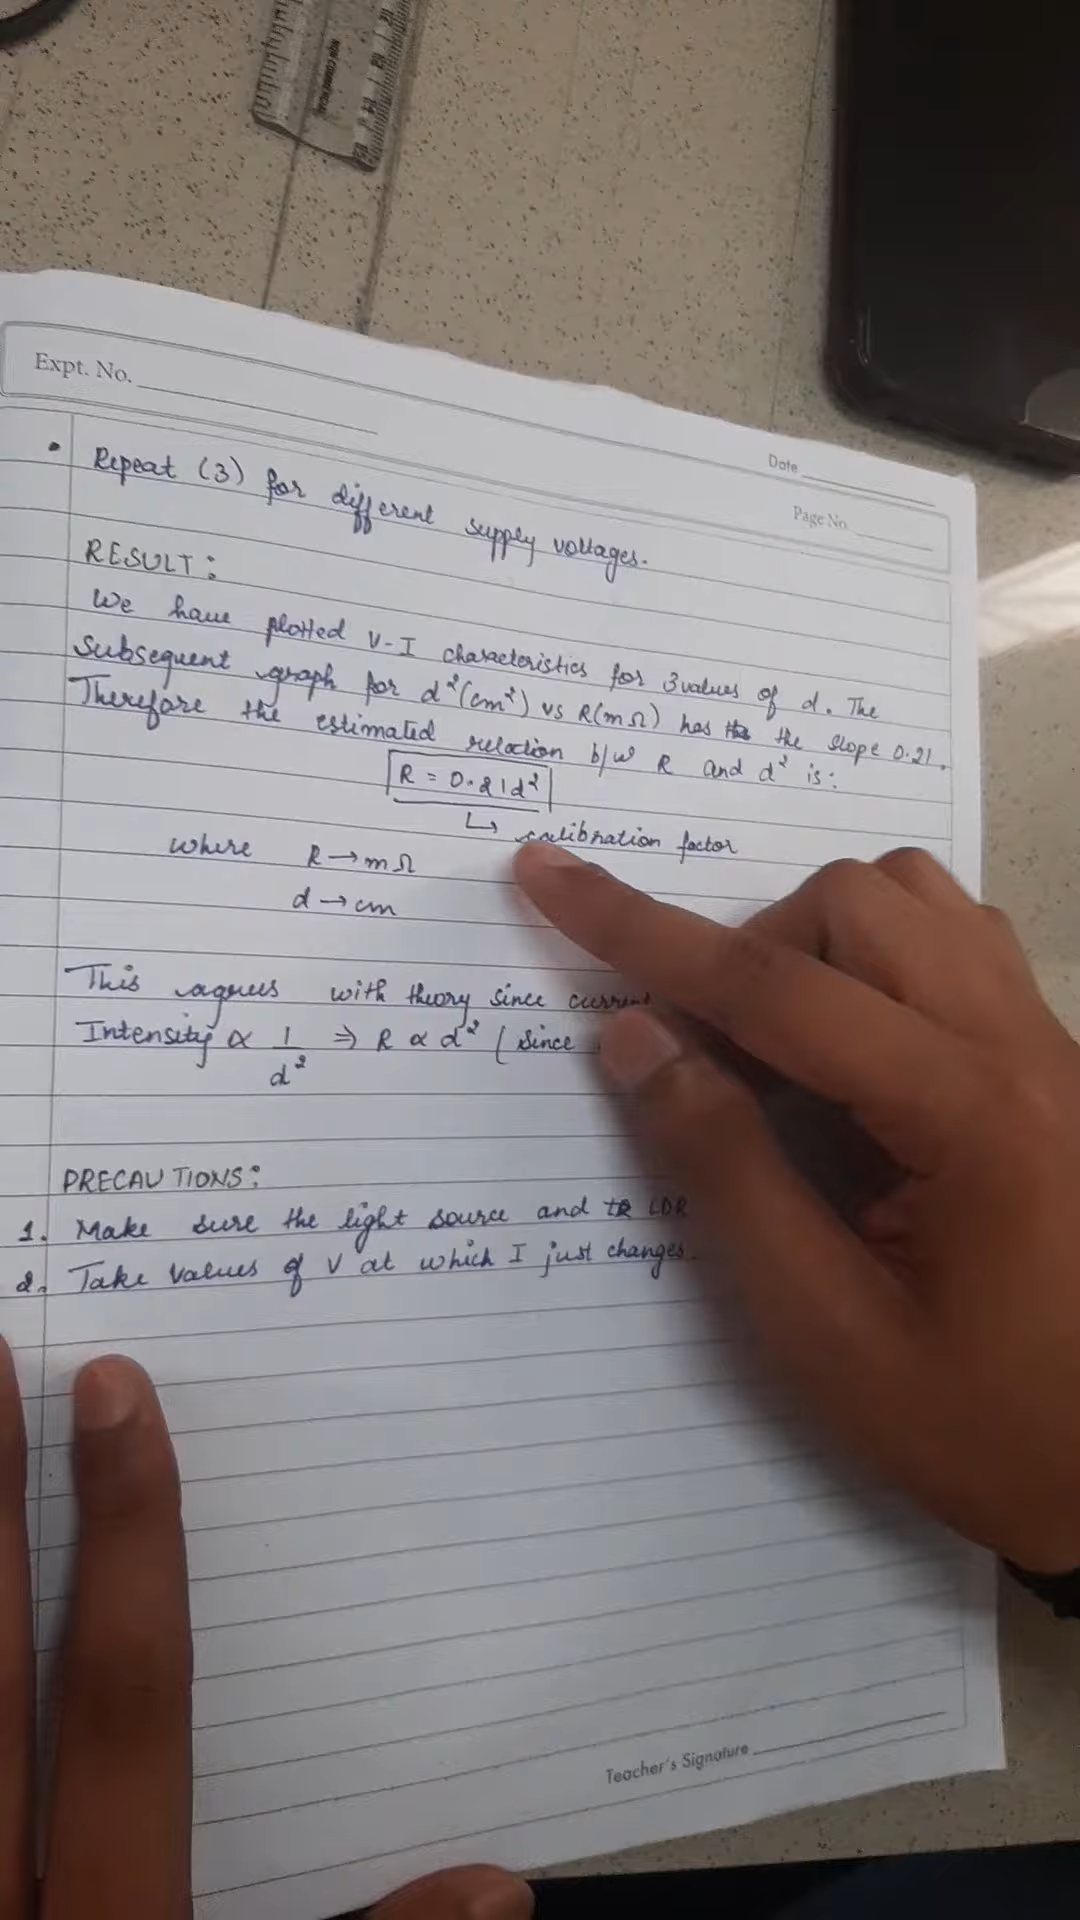 Expt. No.
Date
Page No.
• Repeat (3) for different supply voltages.
RESULT:
We have plotted V-I characteristics for 3 values of d. The
Subsequent graph for d²(cm²) vs R(mΩ) has the slope 0.21.
Therefore the estimated relation b/w R and d² is:
R = 0.21d²
↳ calibration factor
where R → mΩ
d → cm
This agrees with theory since current
Intensity ∝ 1/d² ⇒ R ∝ d² (Since
PRECAUTIONS:
1. Make sure the light source and LDR
2. Take values of V at which I just changes.
Teacher's Signature